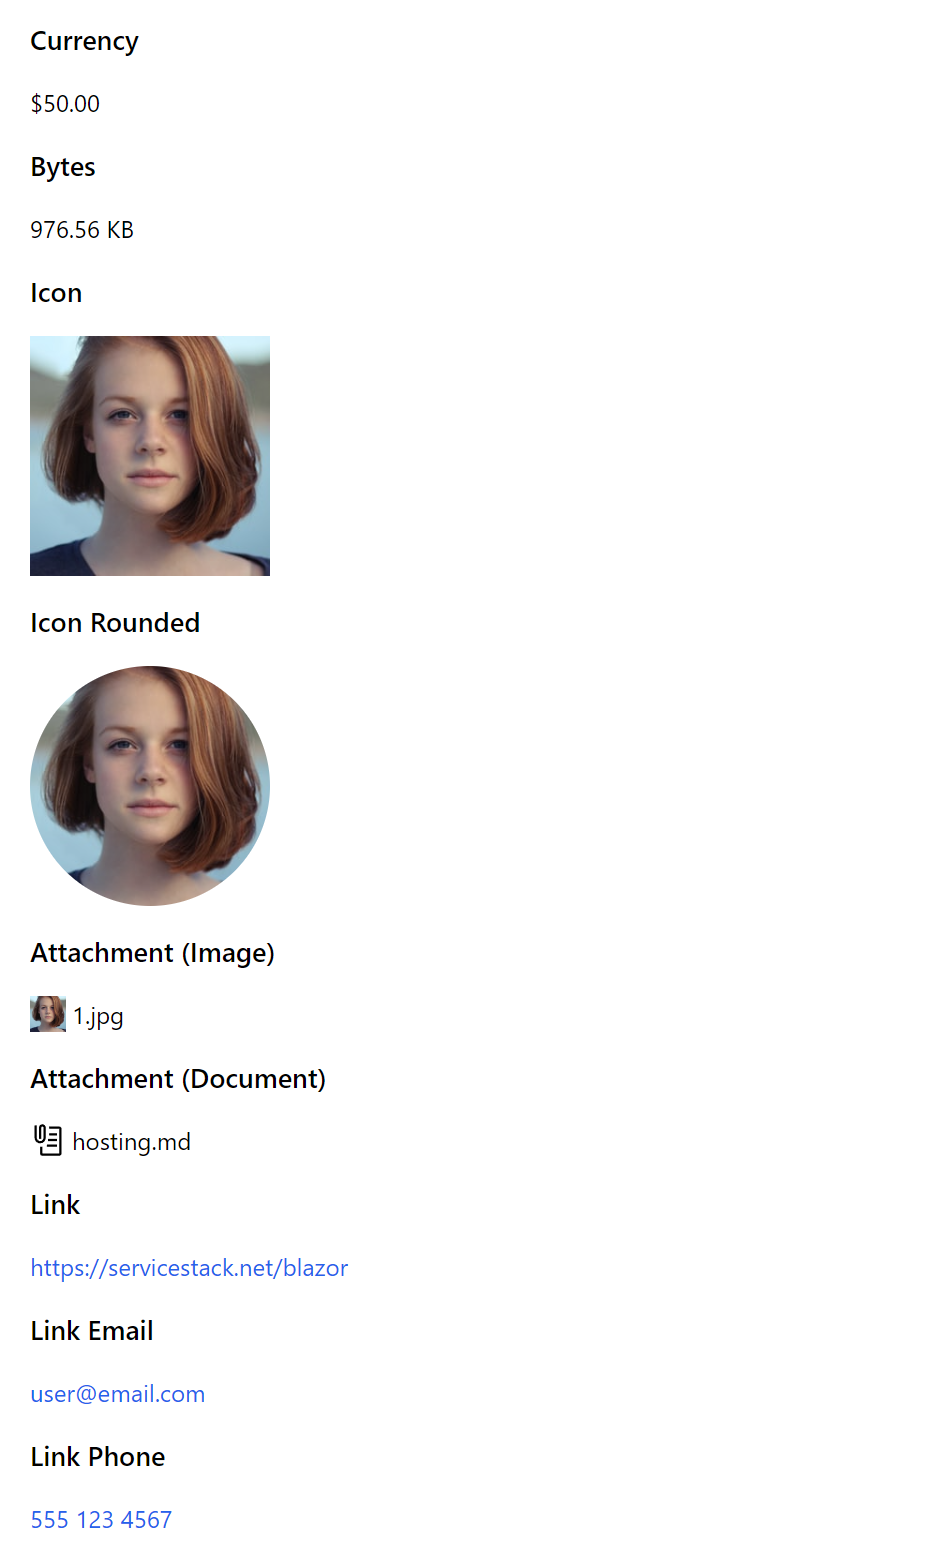 Currency
$50.00
Bytes
976.56 KB
Icon
Icon Rounded
Attachment (Image)
1.jpg
Attachment (Document)
hosting.md
Link
https://servicestack.net/blazor
Link Email
user@email.com
Link Phone
555 123 4567